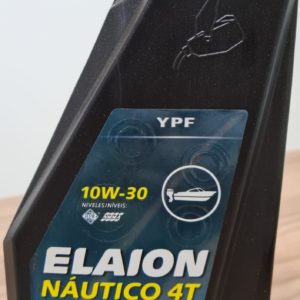 YPF
10W-30
NIVELES/NÍVEIS
ELAION
NÁUTICO 4T